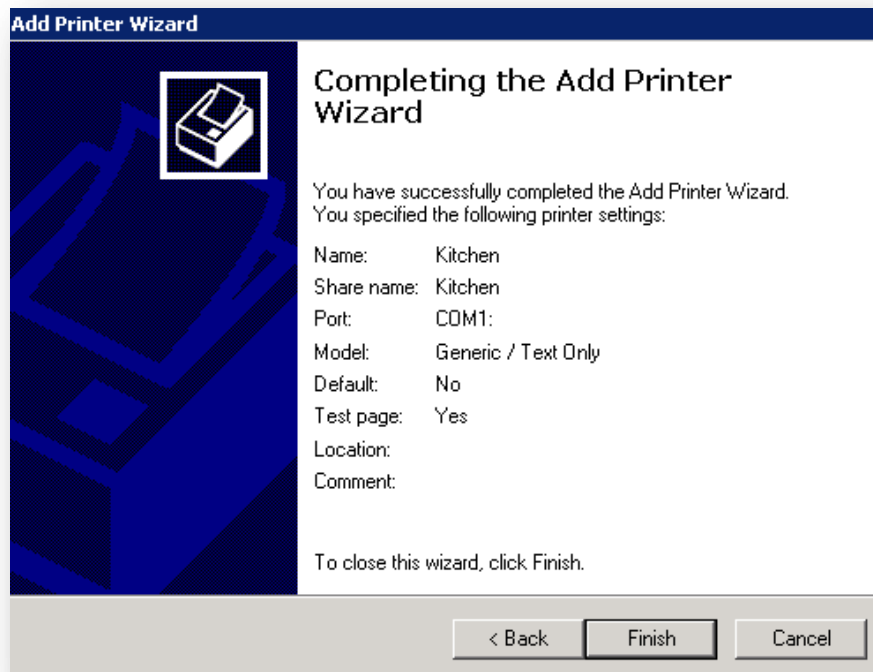 Add Printer Wizard
Completing the Add Printer
Wizard
You have successfully completed the Add Printer Wizard.
You specified the following printer settings:
Name: Kitchen
Share name: Kitchen
Port: COM1:
Model: Generic / Text Only
Default: No
Test page: Yes
Location:
Comment:
To close this wizard, click Finish.
< Back Finish Cancel